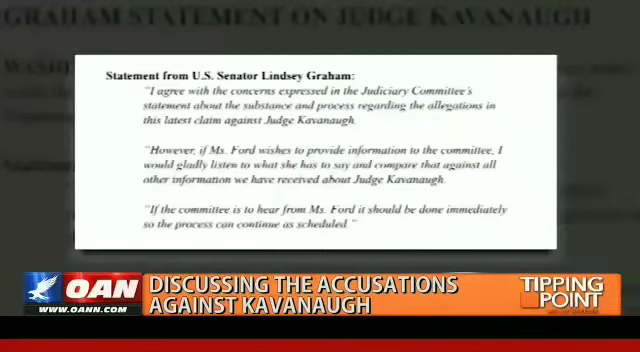 GRAHAM STATEMENT ON JUDGE KAVANAUGH
Statement from U.S. Senator Lindsey Graham:
"I agree with the concerns expressed in the Judiciary Committee's
statement about the substance and process regarding the allegations in
this latest claim against Judge Kavanaugh.
"However, if Ms. Ford wishes to provide information to the committee, I
would gladly listen to what she has to say and compare that against all
other information we have received about Judge Kavanaugh.
"If the committee is to hear from Ms. Ford it should be done immediately
so the process can continue as scheduled."
OAN
WWW.OANN.COM
DISCUSSING THE ACCUSATIONS
AGAINST KAVANAUGH
TIPPING
POINT